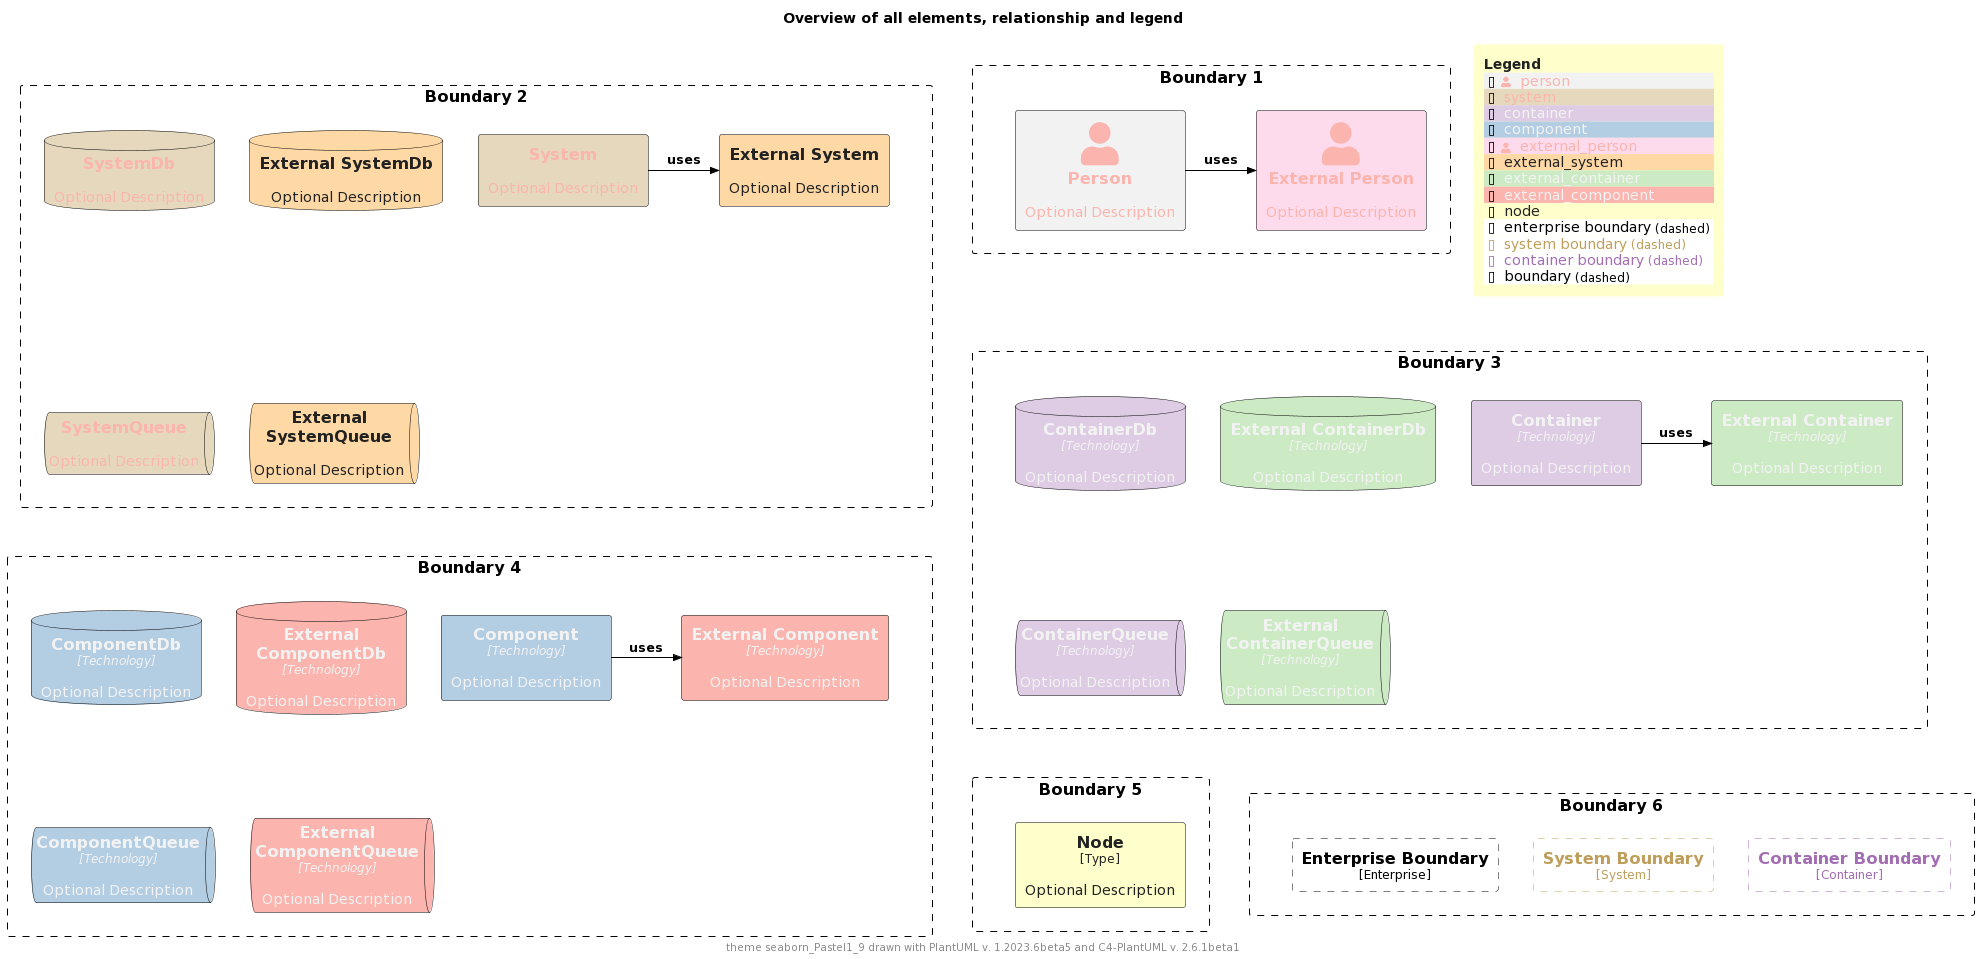 Overview of all elements, relationship and legend
Boundary 2
SystemDb
Optional Description
External SystemDb
Optional Description
System
Optional Description
uses
External System
Optional Description
SystemQueue
Optional Description
External
SystemQueue
Optional Description
Boundary 1
Person
Optional Description
uses
External Person
Optional Description
Legend
person
system
container
component
external_person
external_system
external_container
external_component
node
enterprise boundary (dashed)
system boundary (dashed)
container boundary (dashed)
boundary (dashed)
Boundary 3
ContainerDb
[Technology]
Optional Description
External ContainerDb
[Technology]
Optional Description
Container
[Technology]
Optional Description
uses
External Container
[Technology]
Optional Description
ContainerQueue
[Technology]
Optional Description
External
ContainerQueue
[Technology]
Optional Description
Boundary 4
ComponentDb
[Technology]
Optional Description
External
ComponentDb
[Technology]
Optional Description
Component
[Technology]
Optional Description
uses
External Component
[Technology]
Optional Description
ComponentQueue
[Technology]
Optional Description
External
ComponentQueue
[Technology]
Optional Description
Boundary 5
Node
[Type]
Optional Description
Boundary 6
Enterprise Boundary
[Enterprise]
System Boundary
[System]
Container Boundary
[Container]
theme seaborn_Pastel1_9 drawn with PlantUML v. 1.2023.6beta5 and C4-PlantUML v. 2.6.1beta1